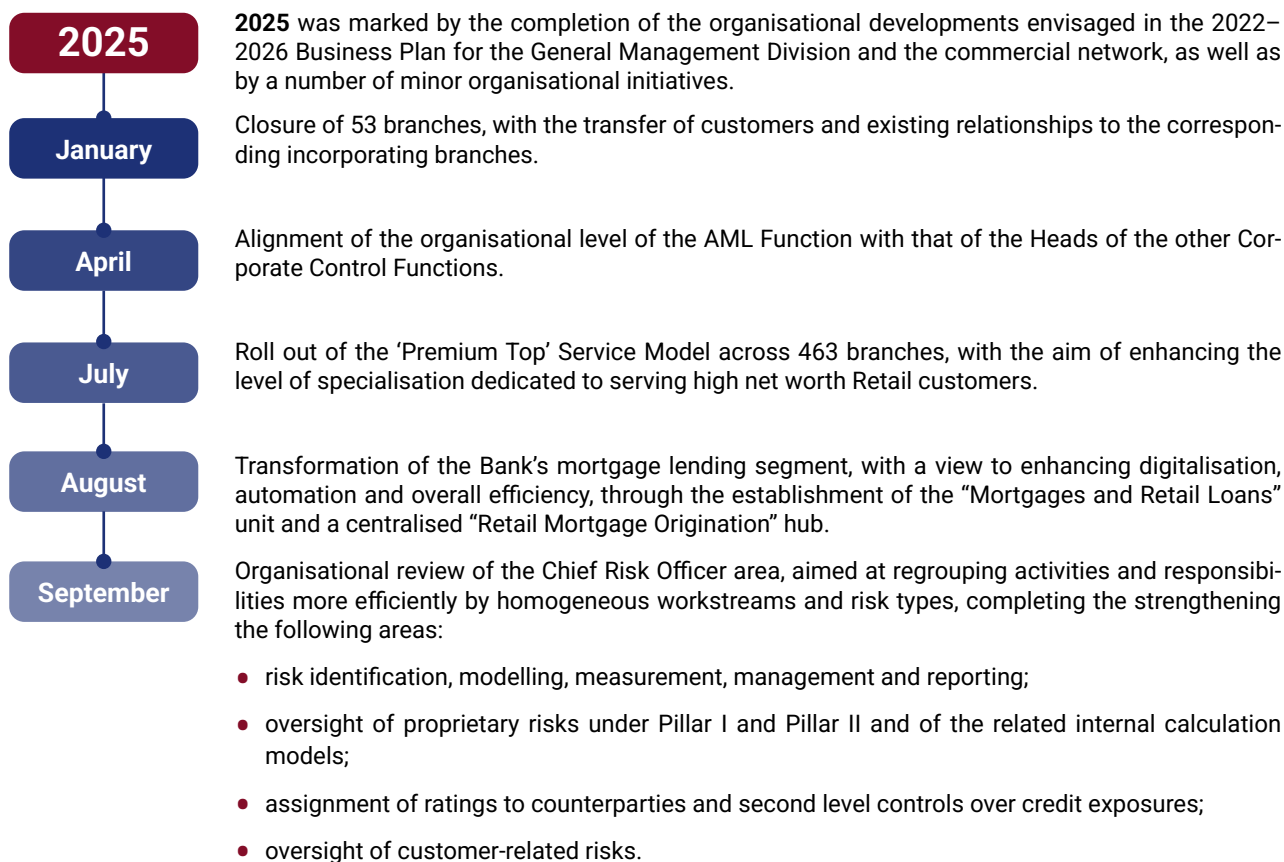 2025
2025 was marked by the completion of the organisational developments envisaged in the 2022–
2026 Business Plan for the General Management Division and the commercial network, as well as
by a number of minor organisational initiatives.
January
Closure of 53 branches, with the transfer of customers and existing relationships to the correspon-
ding incorporating branches.
April
Alignment of the organisational level of the AML Function with that of the Heads of the other Cor-
porate Control Functions.
July
Roll out of the ‘Premium Top’ Service Model across 463 branches, with the aim of enhancing the
level of specialisation dedicated to serving high net worth Retail customers.
August
Transformation of the Bank’s mortgage lending segment, with a view to enhancing digitalisation,
automation and overall efficiency, through the establishment of the “Mortgages and Retail Loans”
unit and a centralised “Retail Mortgage Origination” hub.
September
Organisational review of the Chief Risk Officer area, aimed at regrouping activities and responsibi-
lities more efficiently by homogeneous workstreams and risk types, completing the strengthening
the following areas:
• risk identification, modelling, measurement, management and reporting;
• oversight of proprietary risks under Pillar I and Pillar II and of the related internal calculation
models;
• assignment of ratings to counterparties and second level controls over credit exposures;
• oversight of customer-related risks.